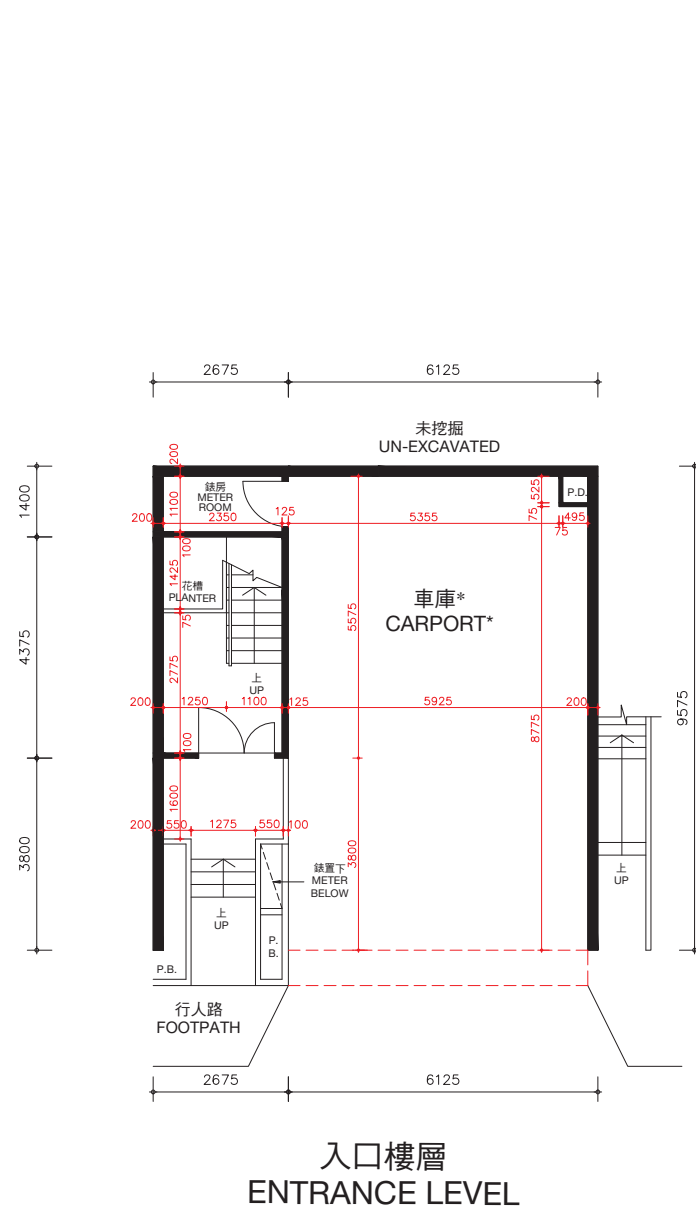 2675
6125
未挖掘
UN-EXCAVATED
200
1400
錶房
METER
ROOM
1100
525
P.D.
200
2350
125
5355
75
495
75
100
1425
花槽
PLANTER
75
車庫*
CARPORT*
5575
4375
2775
上
UP
200
1250
1100
125
5925
200
9575
8775
100
1600
200
550
1275
550
100
3800
3800
錶置下
METER
BELOW
上
UP
上
UP
P.
B.
P.B.
行人路
FOOTPATH
2675
6125
入口樓層
ENTRANCE LEVEL